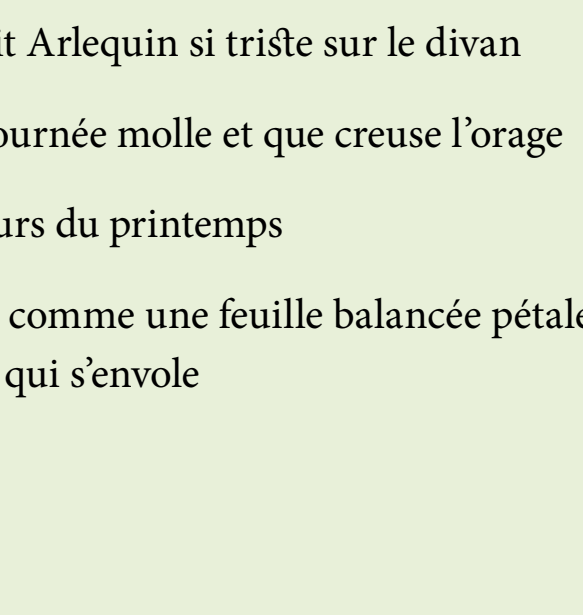 it Arlequin si triste sur le divan
ournée molle et que creuse l’orage
urs du printemps
comme une feuille balancée pétale
qui s’envole